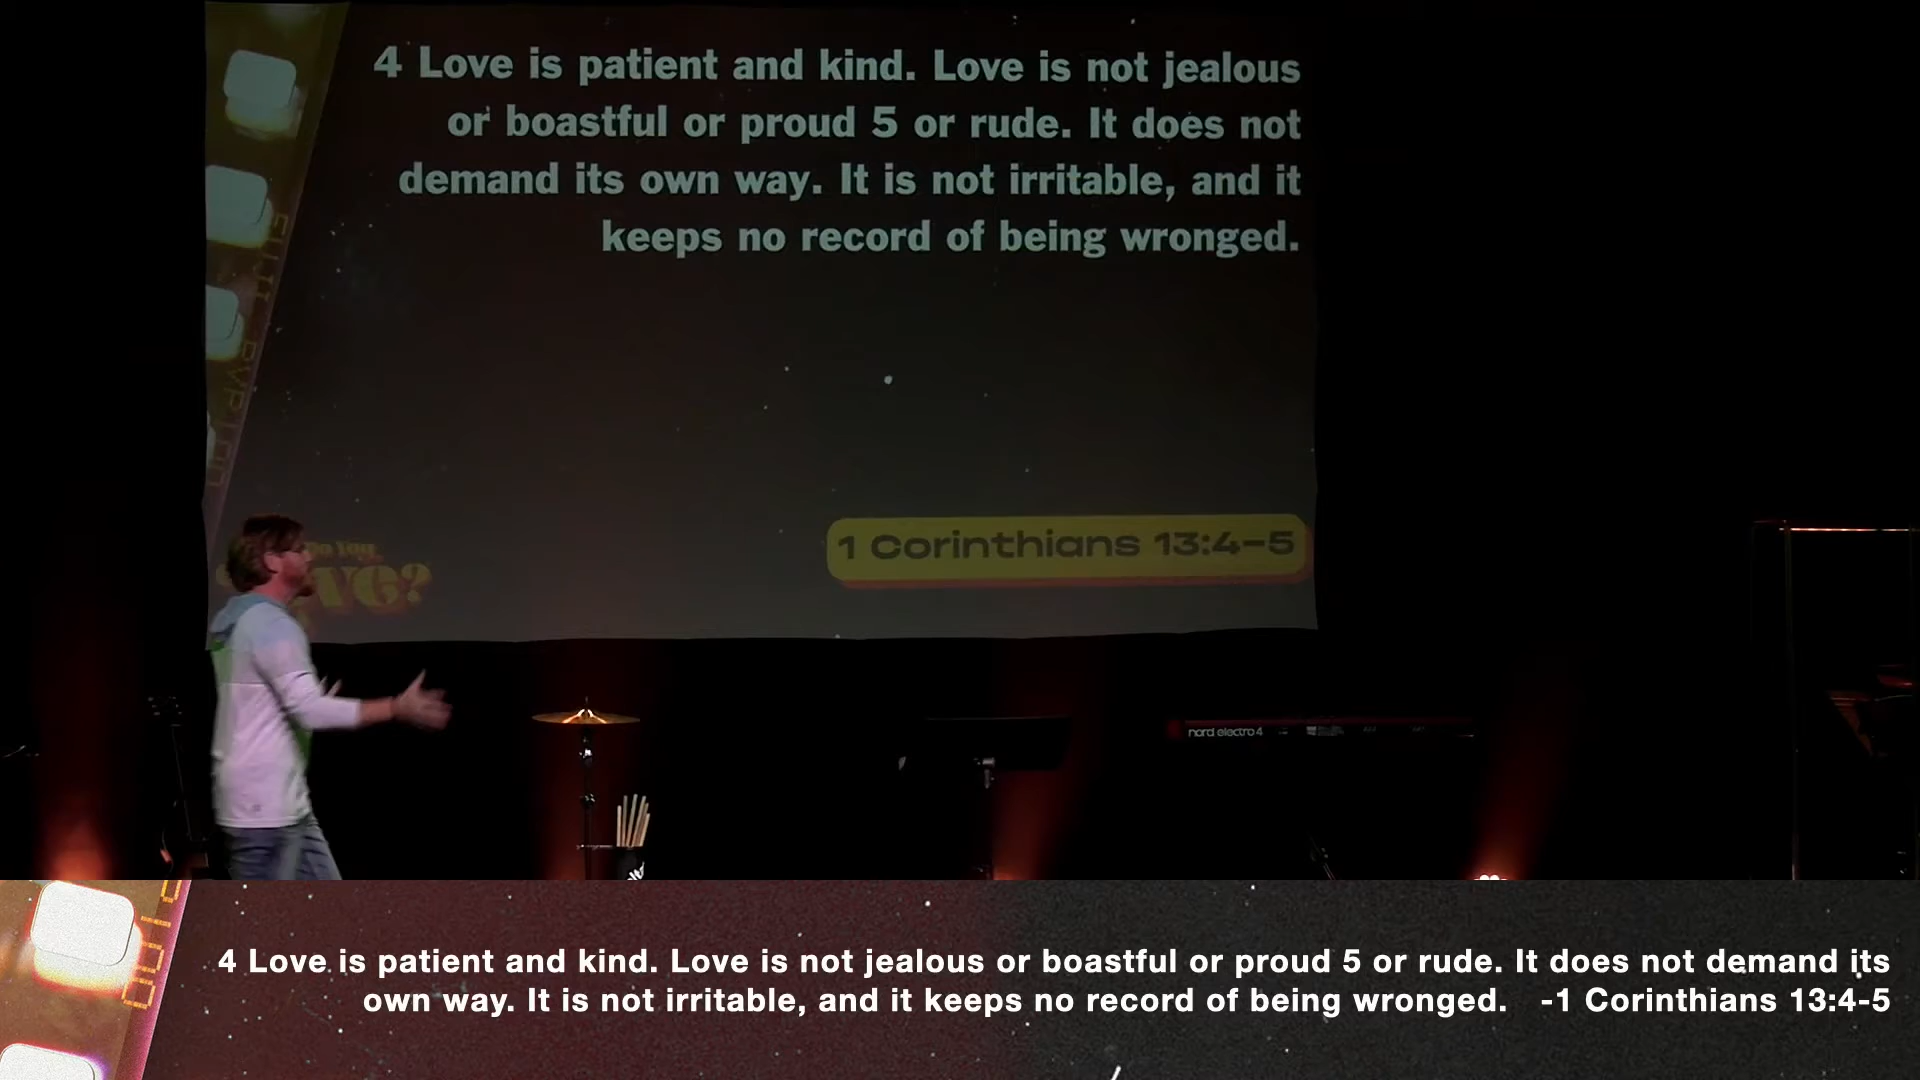 4 Love is patient and kind. Love is not jealous
or boastful or proud 5 or rude. It does not
demand its own way. It is not irritable, and it
keeps no record of being wronged.
1 Corinthians 13:4-5
nord electro 4
4 Love is patient and kind. Love is not jealous or boastful or proud 5 or rude. It does not demand its
own way. It is not irritable, and it keeps no record of being wronged. -1 Corinthians 13:4-5